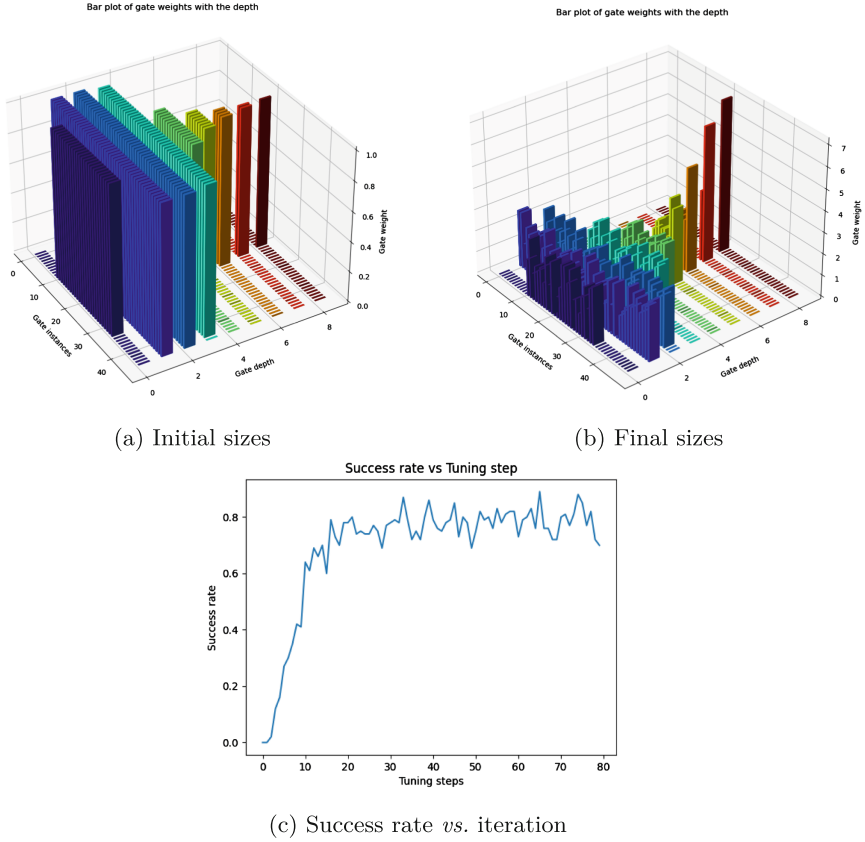 Bar plot of gate weights with the depth
1.0
0.8
0.6
0.4
0.2
0.0
Gate weight
0
10
20
30
40
Gate instances
0
2
4
6
8
Gate depth
(a) Initial sizes
Bar plot of gate weights with the depth
7
6
5
4
3
2
1
0
Gate weight
0
10
20
30
40
Gate instances
0
2
4
6
8
Gate depth
(b) Final sizes
Success rate vs Tuning step
0.8
0.6
0.4
0.2
0.0
Success rate
0 10 20 30 40 50 60 70 80
Tuning steps
(c) Success rate vs. iteration